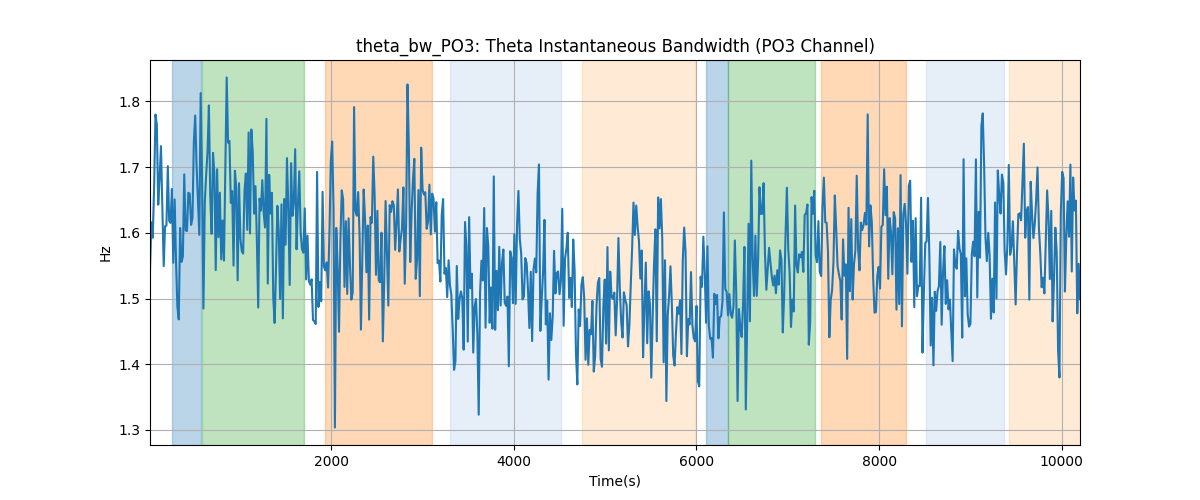 theta_bw_PO3: Theta Instantaneous Bandwidth (PO3 Channel)
Hz
1.8
1.7
1.6
1.5
1.4
1.3
2000 4000 6000 8000 10000
Time(s)